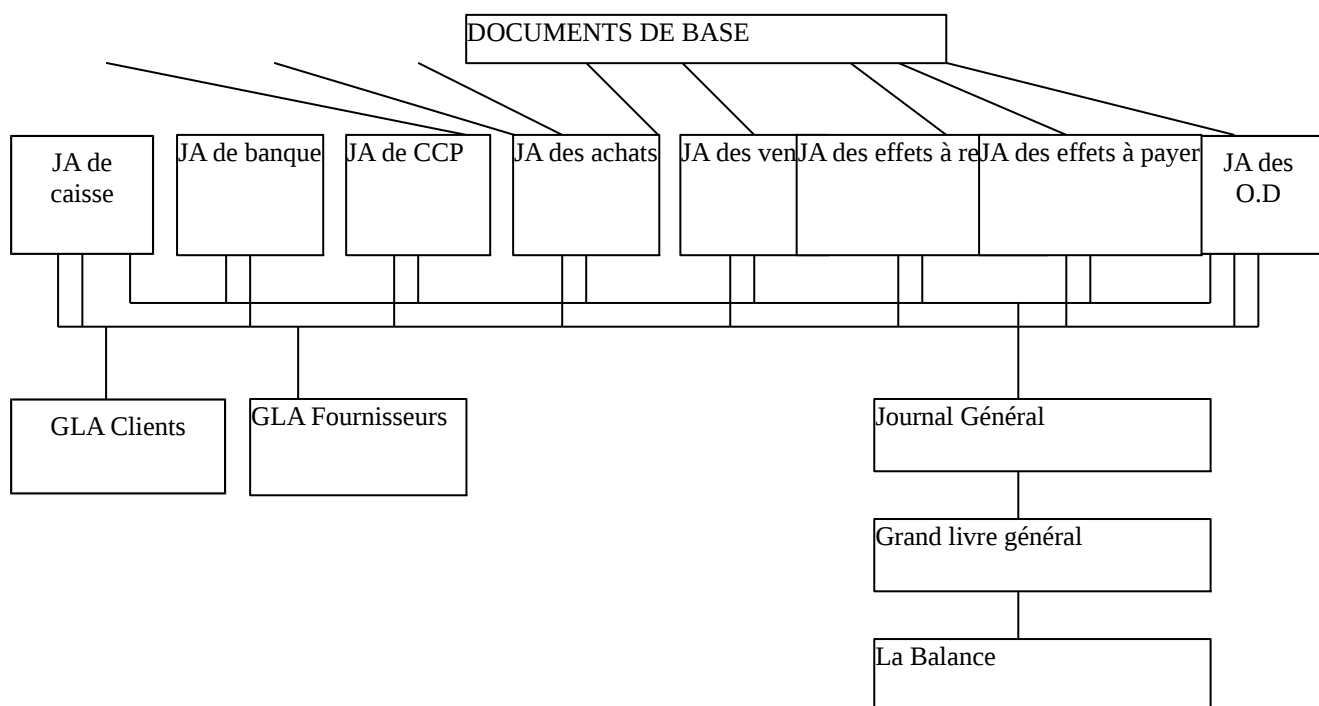 DOCUMENTS DE BASE
JA de
caisse
JA de banque
JA de CCP
JA des achats
JA des ven
JA des effets à re
JA des effets à payer
JA des
O.D
GLA Clients
GLA Fournisseurs
Journal Général
Grand livre général
La Balance